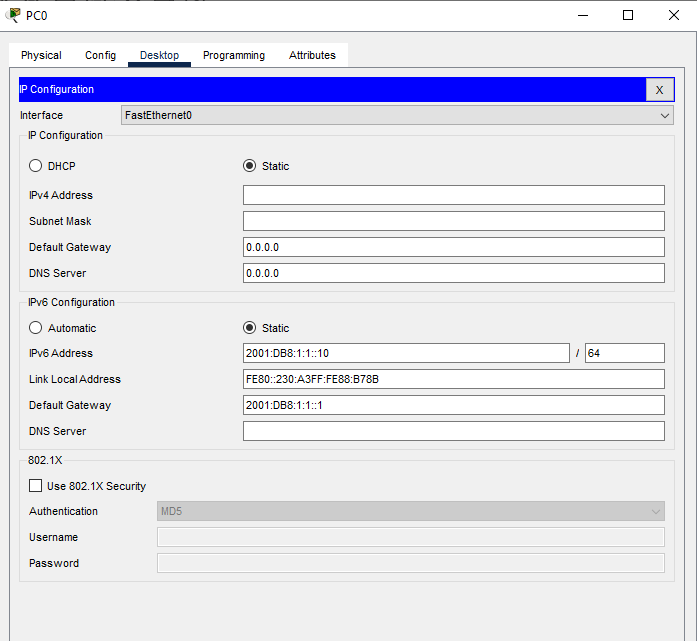 PC0
Physical Config Desktop Programming Attributes
IP Configuration X
Interface FastEthernet0
IP Configuration
DHCP Static
IPv4 Address
Subnet Mask
Default Gateway 0.0.0.0
DNS Server 0.0.0.0
IPv6 Configuration
Automatic Static
IPv6 Address 2001:DB8:1:1::10 / 64
Link Local Address FE80::230:A3FF:FE88:B78B
Default Gateway 2001:DB8:1:1::1
DNS Server
802.1X
Use 802.1X Security
Authentication MD5
Username
Password